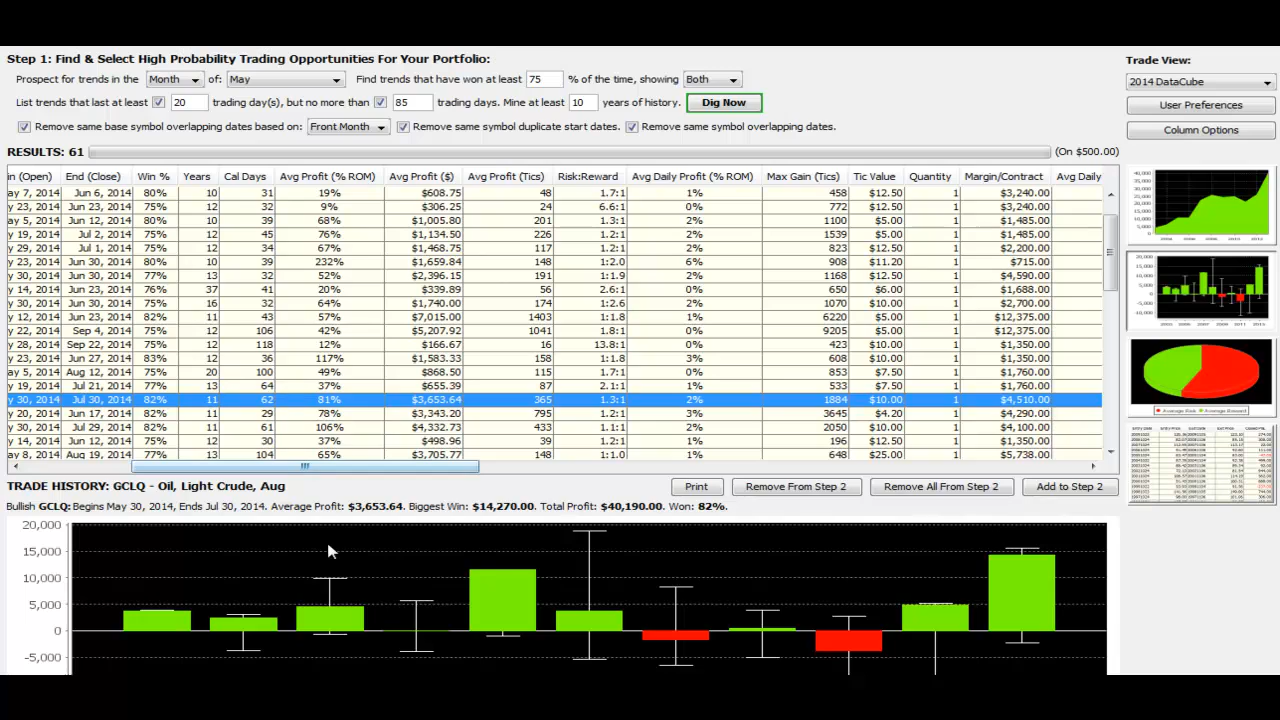 Step 1: Find & Select High Probability Trading Opportunities For Your Portfolio:
Trade View:
Prospect for trends in the Month of: May Find trends that have won at least 75 % of the time, showing Both
2014 DataCube
List trends that last at least 20 trading day(s), but no more than 85 trading days. Mine at least 10 years of history. Dig Now
User Preferences
Remove same base symbol overlapping dates based on: Front Month Remove same symbol duplicate start dates. Remove same symbol overlapping dates.
Column Options
RESULTS: 61 (On $500.00)
in (Open) End (Close) Win % Years Cal Days Avg Profit (% ROM) Avg Profit ($) Avg Profit (Tics) Risk:Reward Avg Daily Profit (% ROM) Max Gain (Tics) Tic Value Quantity Margin/Contract Avg Daily
ay 7, 2014 Jun 6, 2014 80% 10 31 19% $608.75 48 1.7:1 1% 458 $12.50 1 $3,240.00
y 23, 2014 Jun 23, 2014 75% 12 32 9% 24 6.6:1 0% 772 $12.50 1 $3,240.00
ay 5, 2014 Jun 12, 2014 80% 10 39 68% $1,005.80 201 1.3:1 2% 1100 $5.00 1 $1,485.00
y 19, 2014 Jul 2, 2014 75% 12 45 76% 226 1.2:1 2% 1539 $5.00 1 $1,485.00
y 29, 2014 Jul 1, 2014 75% 12 34 67% $1,468.75 117 1.2:1 2% 823 $12.50 1 $2,200.00
y 23, 2014 Jun 30, 2014 80% 10 39 232% $1,659.84 148 1:2.0 6% 908 $11.20 1 $715.00
y 30, 2014 Jun 30, 2014 77% 13 32 52% $2,396.15 191 1:1.9 2% 1168 $12.50 1 $4,590.00
y 14, 2014 Jun 23, 2014 76% 37 41 20% $339.86 56 2.6:1 0% 650 $6.00 1 $1,688.00
y 30, 2014 Jun 30, 2014 75% 16 32 64% $1,740.00 174 1:2.6 2% 1070 $10.00 1 $2,700.00
y 12, 2014 Jun 23, 2014 82% 11 43 57% $7,015.00 1403 1:1.8 1% 6220 $5.00 1 $12,375.00
y 22, 2014 Sep 4, 2014 75% 12 106 42% $5,207.92 1041 1.8:1 0% 9205 $5.00 1 $12,375.00
y 28, 2014 Sep 22, 2014 75% 12 118 12% $166.67 16 13.8:1 0% 423 $10.00 1 $1,350.00
y 23, 2014 Jun 27, 2014 83% 12 36 117% $1,583.33 158 1:1.8 3% 608 $10.00 1 $1,350.00
y 5, 2014 Aug 12, 2014 75% 20 100 49% $868.50 115 1.7:1 0% 853 $7.50 1 $1,760.00
y 19, 2014 Jul 21, 2014 77% 13 64 37% $655.39 87 2.1:1 1% 533 $7.50 1 $1,760.00
y 30, 2014 Jul 30, 2014 82% 11 62 81% $3,653.64 365 1.3:1 2% 1884 $10.00 1 $4,510.00
y 20, 2014 Jun 17, 2014 82% 11 29 78% $3,343.20 795 1.2:1 3% 3645 $4.20 1 $4,290.00
y 30, 2014 Jul 29, 2014 82% 11 61 106% $4,332.73 433 1:1.1 2% 2050 $10.00 1 $4,100.00
y 14, 2014 Jun 12, 2014 75% 12 30 37% $498.96 40 1.5:1 1% 196 $12.50 1 $1,350.00
ay 8, 2014 Aug 19, 2014 75% 12 104 65% $3,705.77 148 1:1.0 1% 648 $25.00 1 $5,738.00
TRADE HISTORY: GCLQ - Oil, Light Crude, Aug Print Remove From Step 2 Remove All From Step 2 Add to Step 2
Bullish GCLQ: Begins May 30, 2014, Ends Jul 30, 2014. Average Profit: $3,653.64. Biggest Win: $14,270.00. Total Profit: $40,190.00. Won: 82%.
20,000
15,000
10,000
5,000
0
-5,000